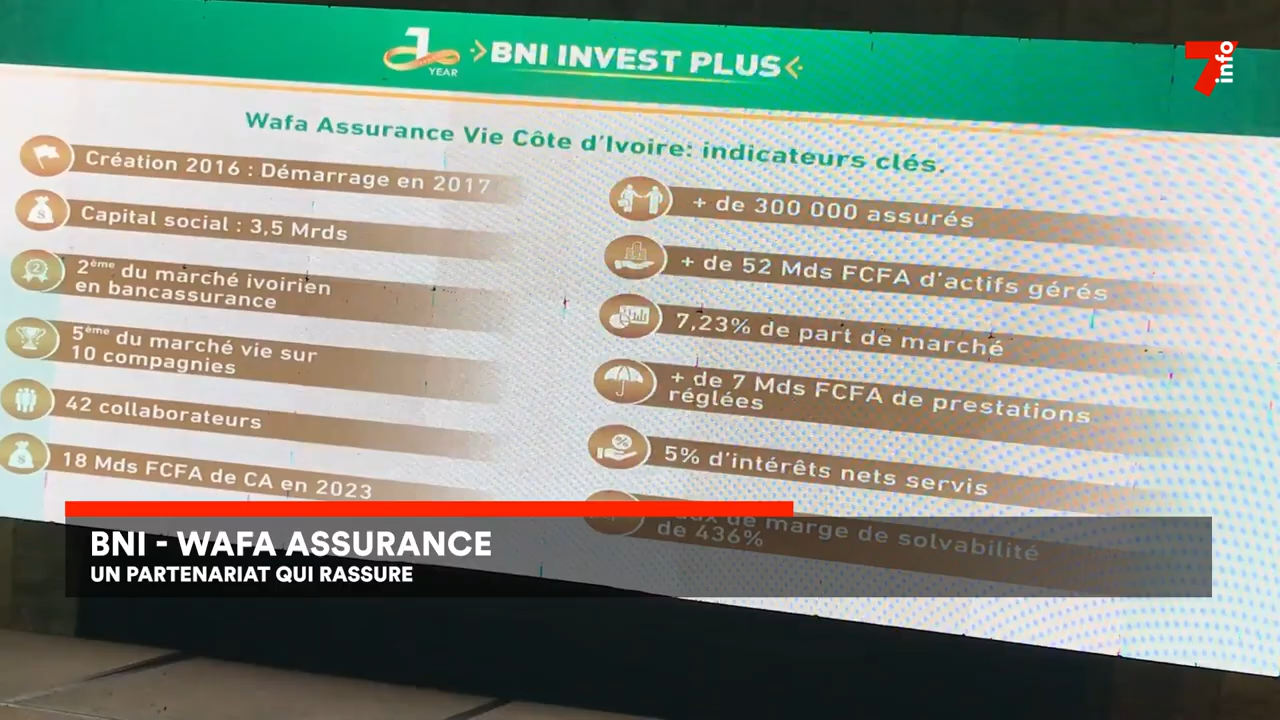 1
YEAR
BNI INVEST PLUS
7info
Wafa Assurance Vie Côte d'Ivoire: indicateurs clés.
Création 2016 : Démarrage en 2017
Capital social : 3,5 Mrds
2ème du marché ivoirien
en bancassurance
5ème du marché vie sur
10 compagnies
42 collaborateurs
18 Mds FCFA de CA en 2023
+ de 300 000 assurés
+ de 52 Mds FCFA d'actifs gérés
7,23% de part de marché
+ de 7 Mds FCFA de prestations
réglées
5% d'intérêts nets servis
de marge de solvabilité
de 436%
BNI - WAFA ASSURANCE
UN PARTENARIAT QUI RASSURE